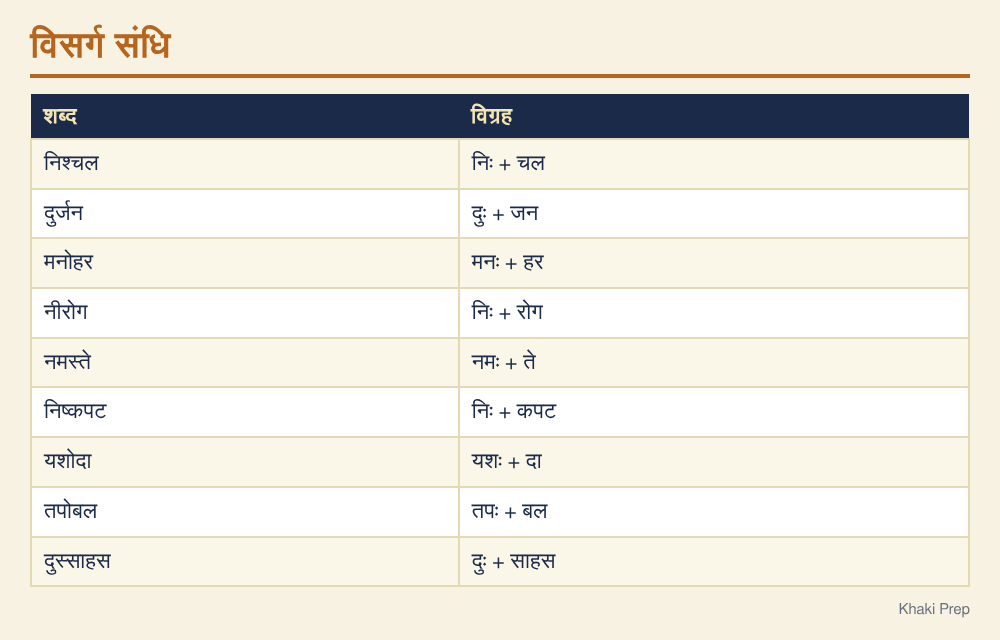 विसर्ग संधि
शब्द विग्रह
निश्चल निः + चल
दुर्जन दुः + जन
मनोहर मनः + हर
नीरोग निः + रोग
नमस्ते नमः + ते
निष्कपट निः + कपट
यशोदा यशः + दा
तपोबल तपः + बल
दुस्साहस दुः + साहस
Khaki Prep